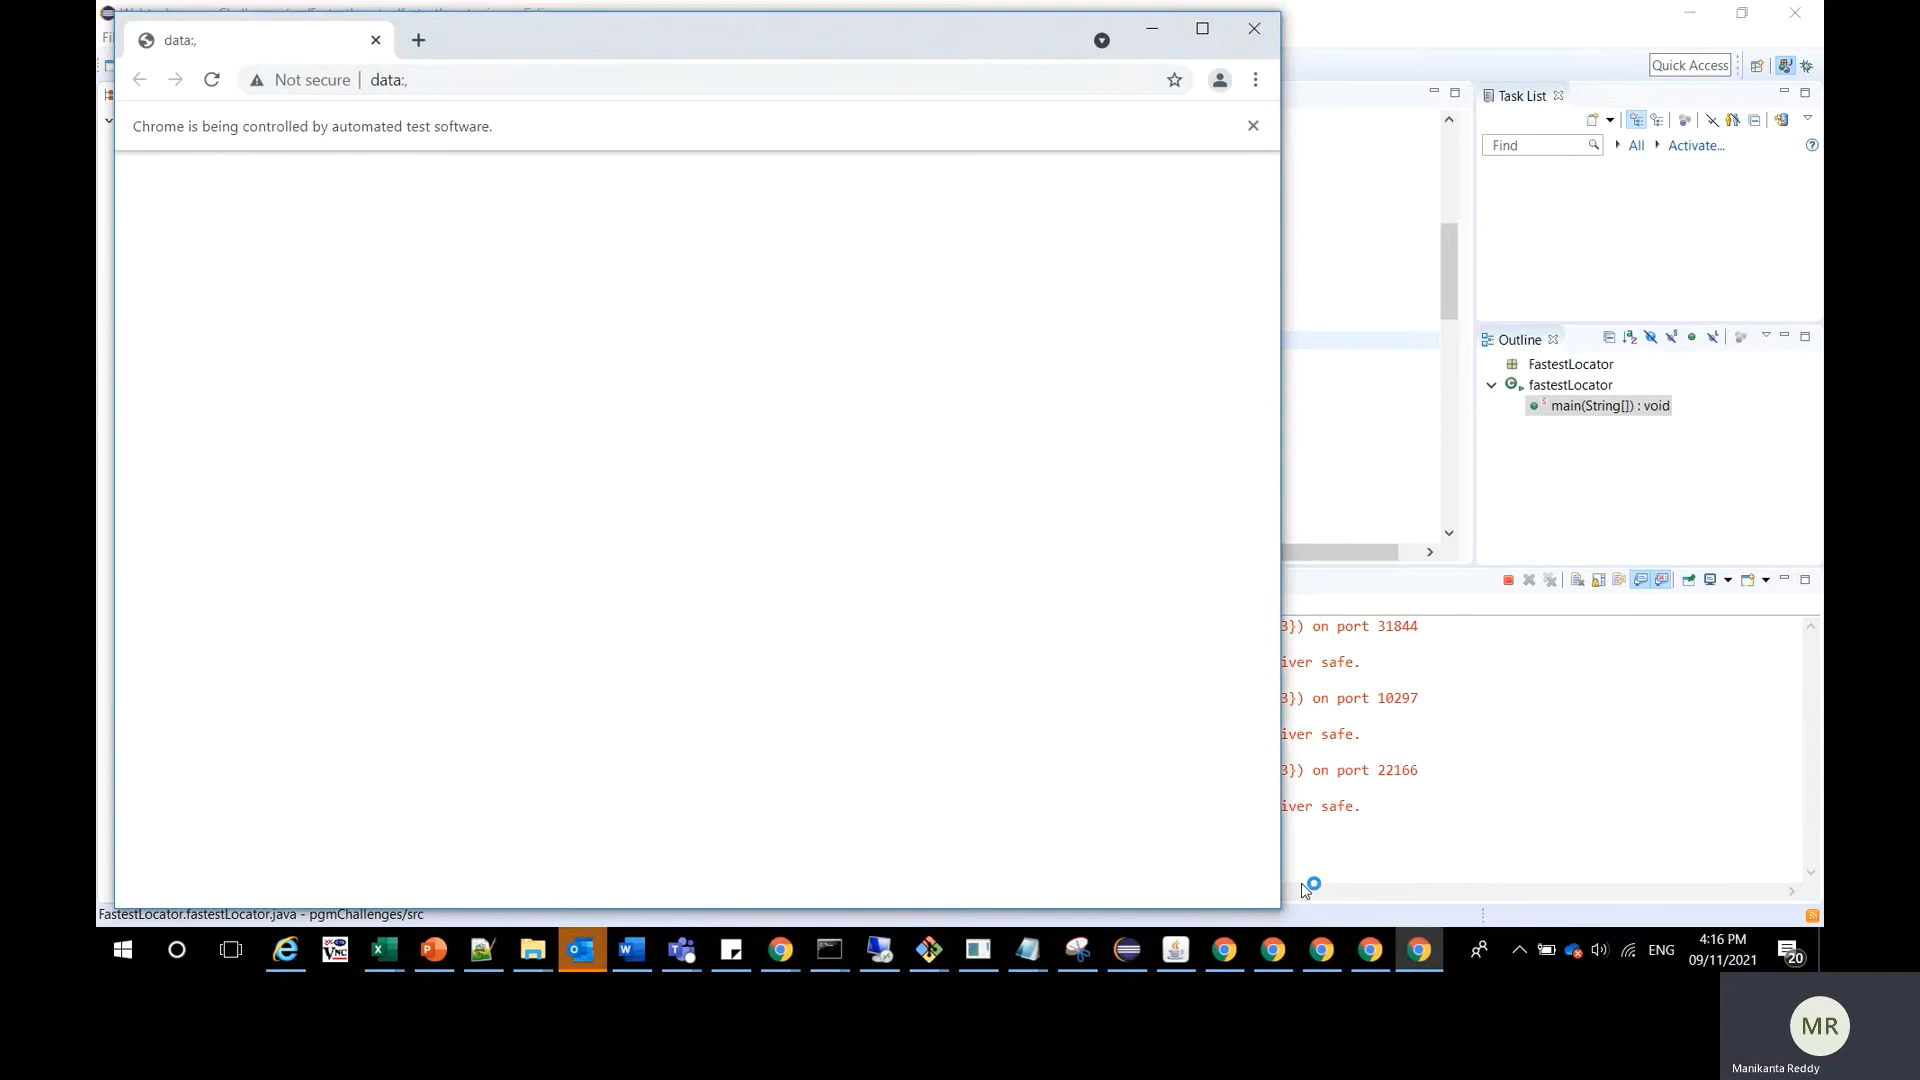 data:,
Not secure | data:,
Chrome is being controlled by automated test software.
Quick Access
Task List
Find
All
Activate...
Outline
FastestLocator
fastestLocator
main(String[]) : void
3}) on port 31844
iver safe.
3}) on port 10297
iver safe.
3}) on port 22166
iver safe.
FastestLocator.fastestLocator.java - pgmChallenges/src
ENG
4:16 PM
09/11/2021
20
MR
Manikanta Reddy